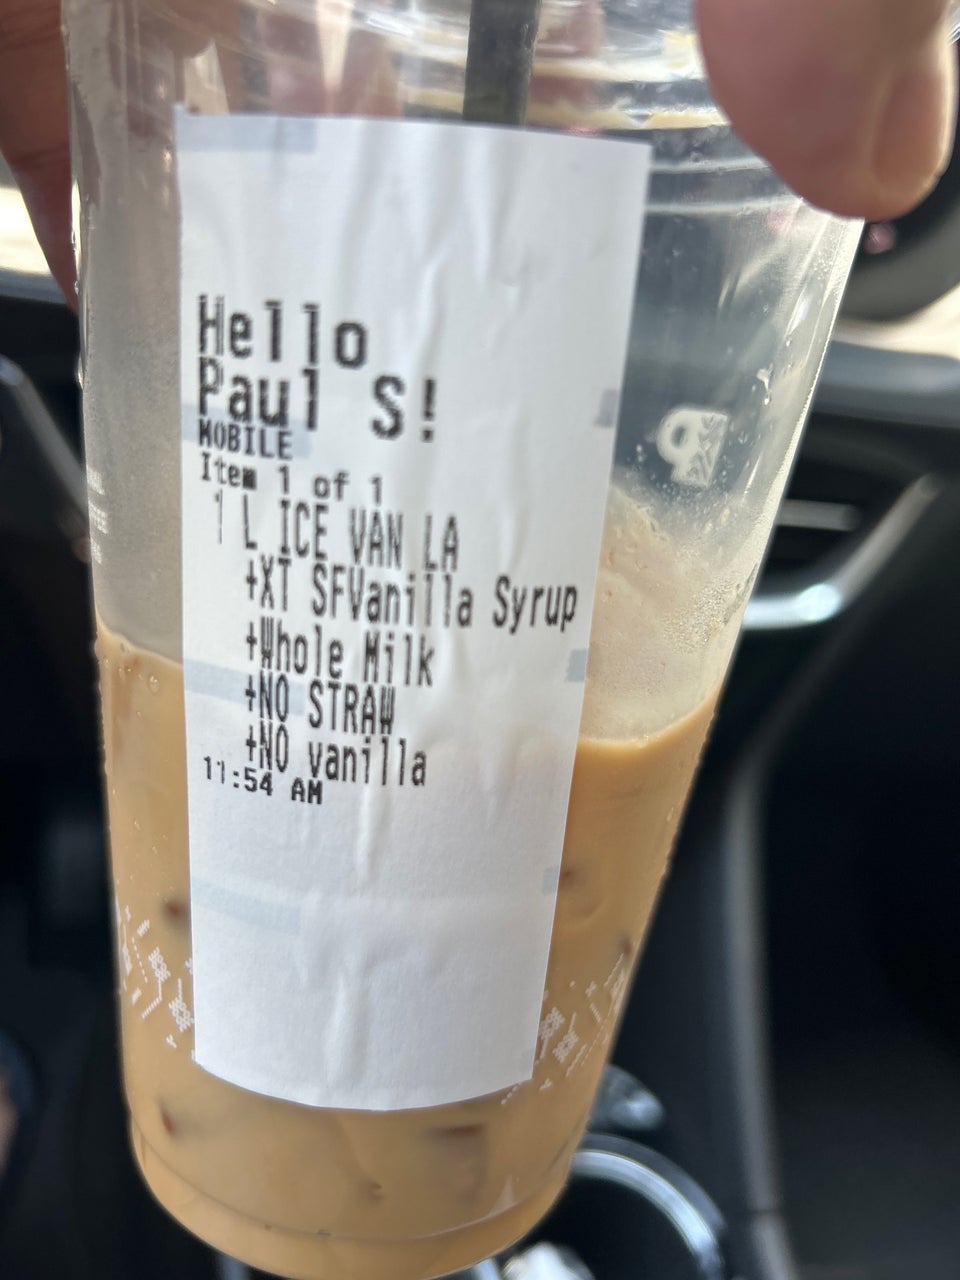 Hello
Paul S!
MOBILE
Item 1 of 1
1 L ICE VAN LA
+XT SFVanilla Syrup
+Whole Milk
+NO STRAW
+NO vanilla
11:54 AM